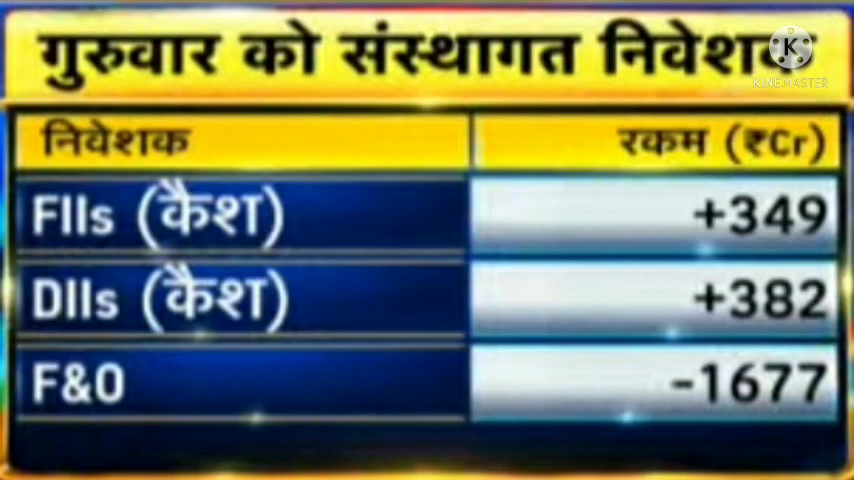 गुरुवार को संस्थागत निवेशक
K
KINEMASTER
निवेशक रकम (₹Cr)
FIIs (कैश) +349
DIIs (कैश) +382
F&O -1677